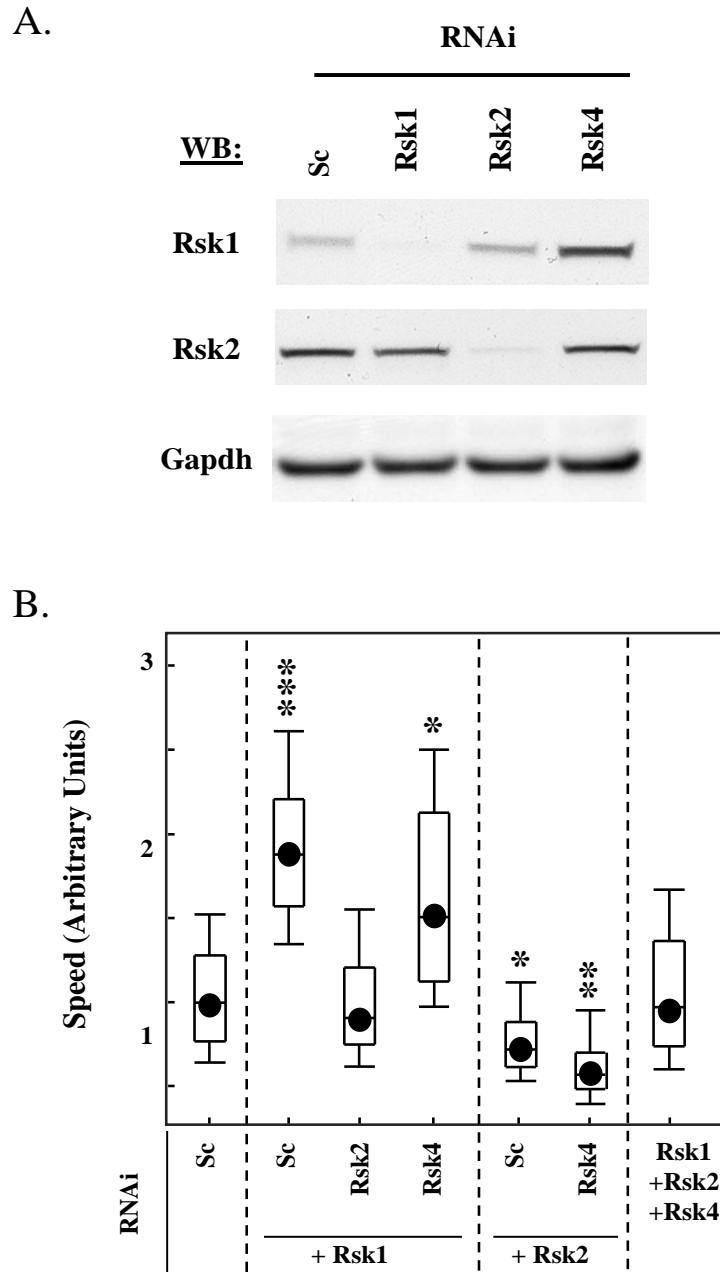 A.
RNAi
WB:
Sc
Rsk1
Rsk2
Rsk4
Rsk1
Rsk2
Gapdh
B.
Speed (Arbitrary Units)
3
2
1
***
*
*
**
RNAi
Sc
Sc
Rsk2
Rsk4
Sc
Rsk4
Rsk1
+Rsk2
+Rsk4
+ Rsk1
+ Rsk2